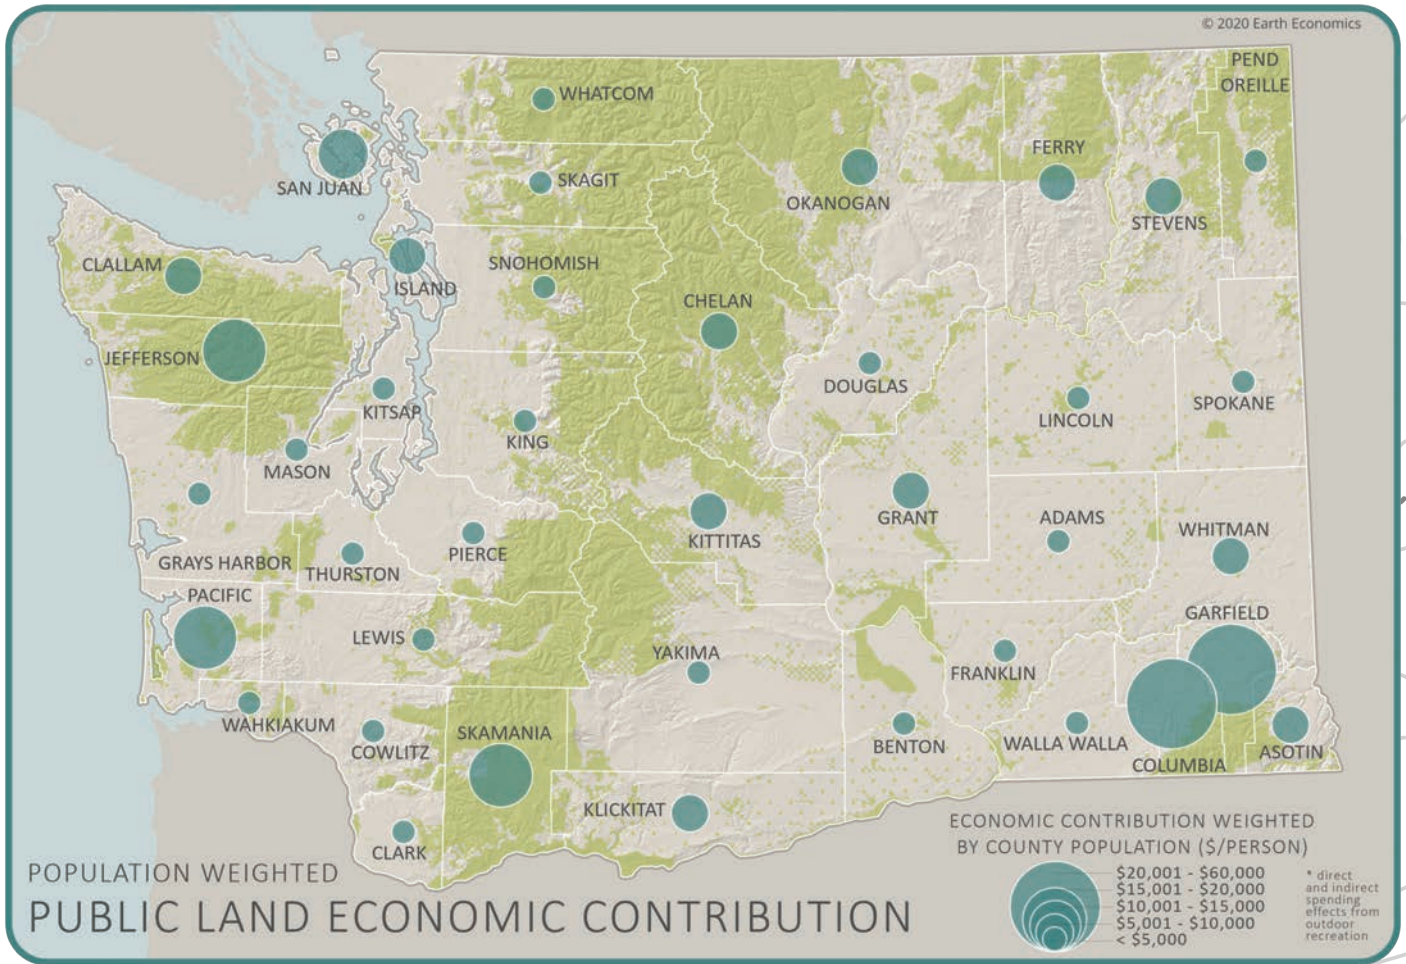 © 2020 Earth Economics
PEND
OREILLE
WHATCOM
FERRY
SAN JUAN
SKAGIT
OKANOGAN
STEVENS
CLALLAM
SNOHOMISH
ISLAND
CHELAN
JEFFERSON
DOUGLAS
KITSAP
LINCOLN
SPOKANE
KING
MASON
GRANT
ADAMS
WHITMAN
KITTITAS
PIERCE
GRAYS HARBOR
THURSTON
PACIFIC
GARFIELD
LEWIS
YAKIMA
FRANKLIN
WAHKIAKUM
COWLITZ
SKAMANIA
BENTON
WALLA WALLA
COLUMBIA
ASOTIN
KLICKITAT
CLARK
ECONOMIC CONTRIBUTION WEIGHTED
BY COUNTY POPULATION ($/PERSON)
$20,001 - $60,000
$15,001 - $20,000
$10,001 - $15,000
$5,001 - $10,000
< $5,000
* direct
and indirect
spending
effects from
outdoor
recreation
POPULATION WEIGHTED
PUBLIC LAND ECONOMIC CONTRIBUTION